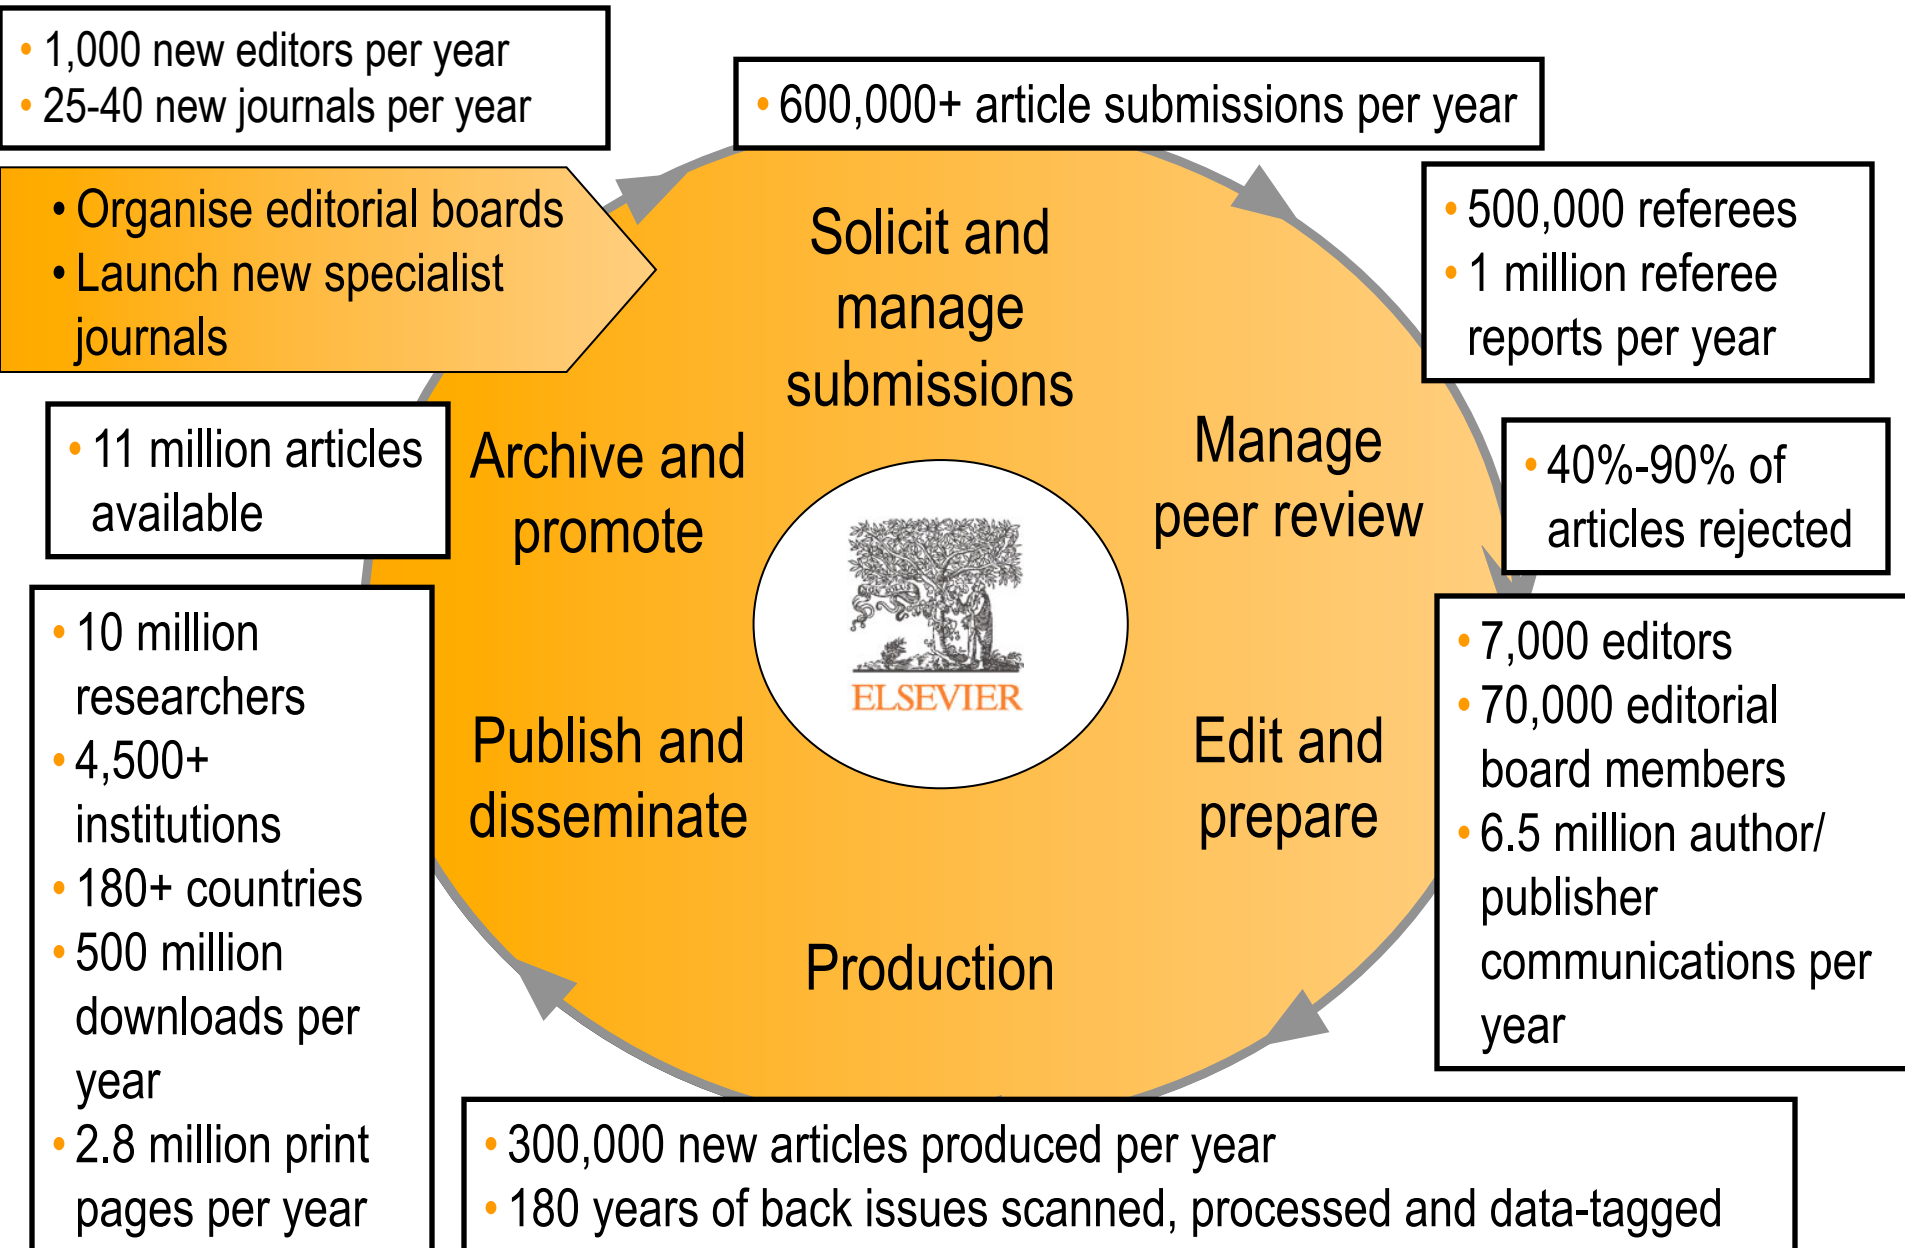 • 1,000 new editors per year
• 25-40 new journals per year
• 600,000+ article submissions per year
• Organise editorial boards
• Launch new specialist
journals
Solicit and
manage
submissions
• 500,000 referees
• 1 million referee
reports per year
• 11 million articles
available
Archive and
promote
Manage
peer review
• 40%-90% of
articles rejected
ELSEVIER
• 10 million
researchers
• 4,500+
institutions
• 180+ countries
• 500 million
downloads per
year
• 2.8 million print
pages per year
Publish and
disseminate
Edit and
prepare
• 7,000 editors
• 70,000 editorial
board members
• 6.5 million author/
publisher
communications per
year
Production
• 300,000 new articles produced per year
• 180 years of back issues scanned, processed and data-tagged